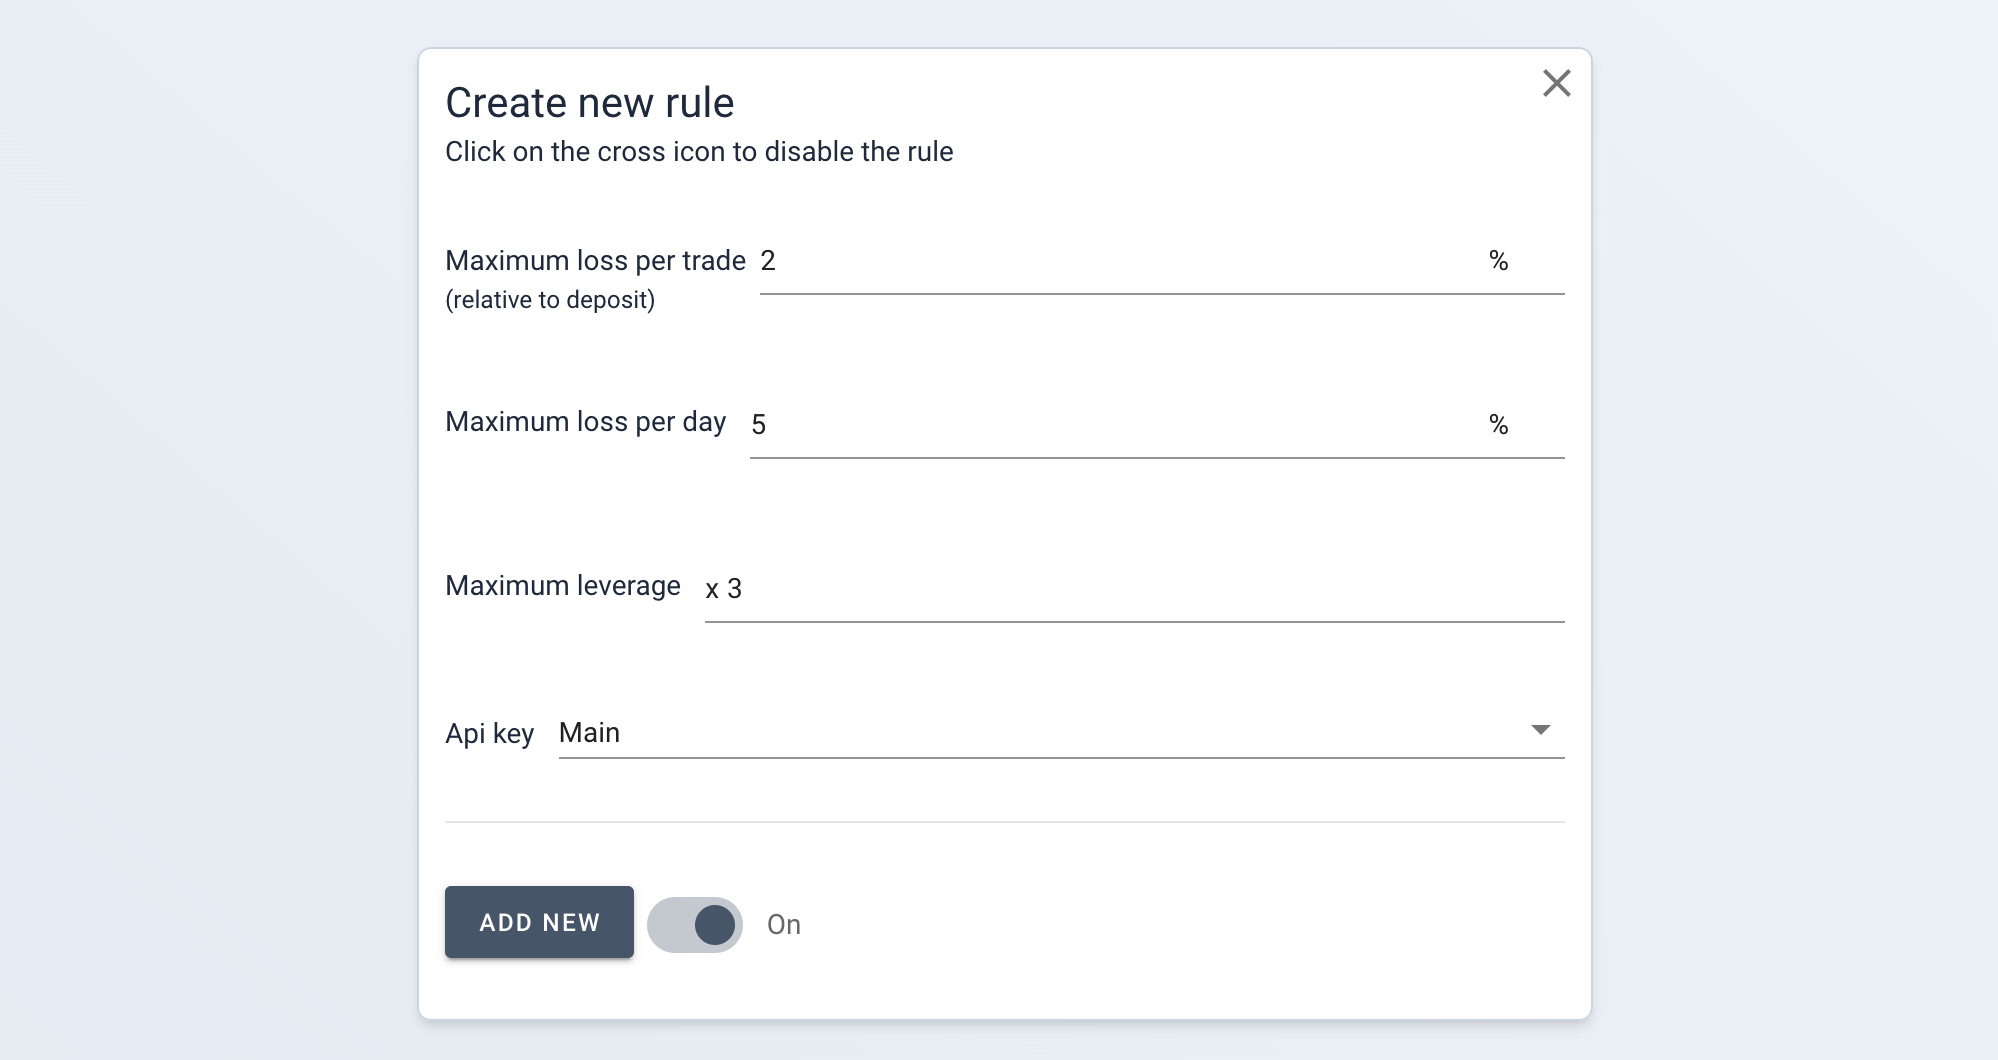 Create new rule
Click on the cross icon to disable the rule
Maximum loss per trade 2 %
(relative to deposit)
Maximum loss per day 5 %
Maximum leverage x 3
Api key Main
ADD NEW On